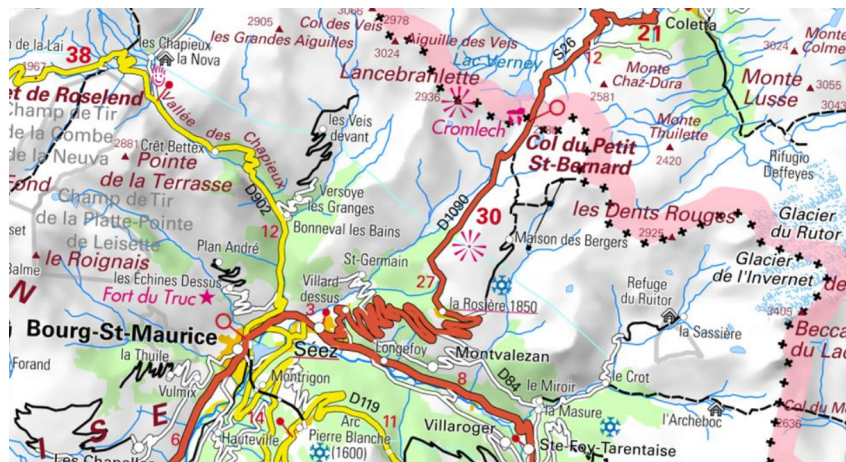 2905
Col des Veis
3066
2978
n de la Lai
38
les Chapieux
la Nova
les Grandes Aiguilles
Aiguille des Veis
3024
Lac Verney
S26
21
Coletta
12
3024
Monte
Colme
1967
Lancebranlette
2936
Monte
Chaz-Dura
2581
Monte
Lusse
3055
3043
et de Roselend
Vallée des Chapieux
les Veis
devant
Cromlech
Champ de Tir
de la Combe
de la Neuva
Crêt Bettex
2881
Pointe
de la Terrasse
Col du Petit
St-Bernard
Monte
Thuilette
2420
Rifugio
Deffeyes
Fond
Champ de Tir
de la Platte-Pointe
de Leisette
D902
Versoye
les Granges
Bonneval les Bains
D1090
30
les Dents Rouges
2925
Glacier
du Rutor
set
12
Maison des Bergers
Balme
le Roignais
Plan André
St-Germain
Glacier
de l'Invernet
de
N
les Échines Dessus
Fort du Truc
Villard
dessus
27
la Rosière 1850
Refuge
du Ruitor
3405
3
Becca
du Lac
Bourg-St-Maurice
la Sassière
Séez
Longefoy
Montvalezan
Forand
la Thuile
Vulmix
Montrigon
8
D84
le Miroir
le Crot
E
S
I
D119
la Masure
l'Archeboc
Col du M
2636
14
Hauteville
Arc
Pierre Blanche
(1600)
11
Villaroger
6
Les Chapelles
Ste-Foy-Tarentaise